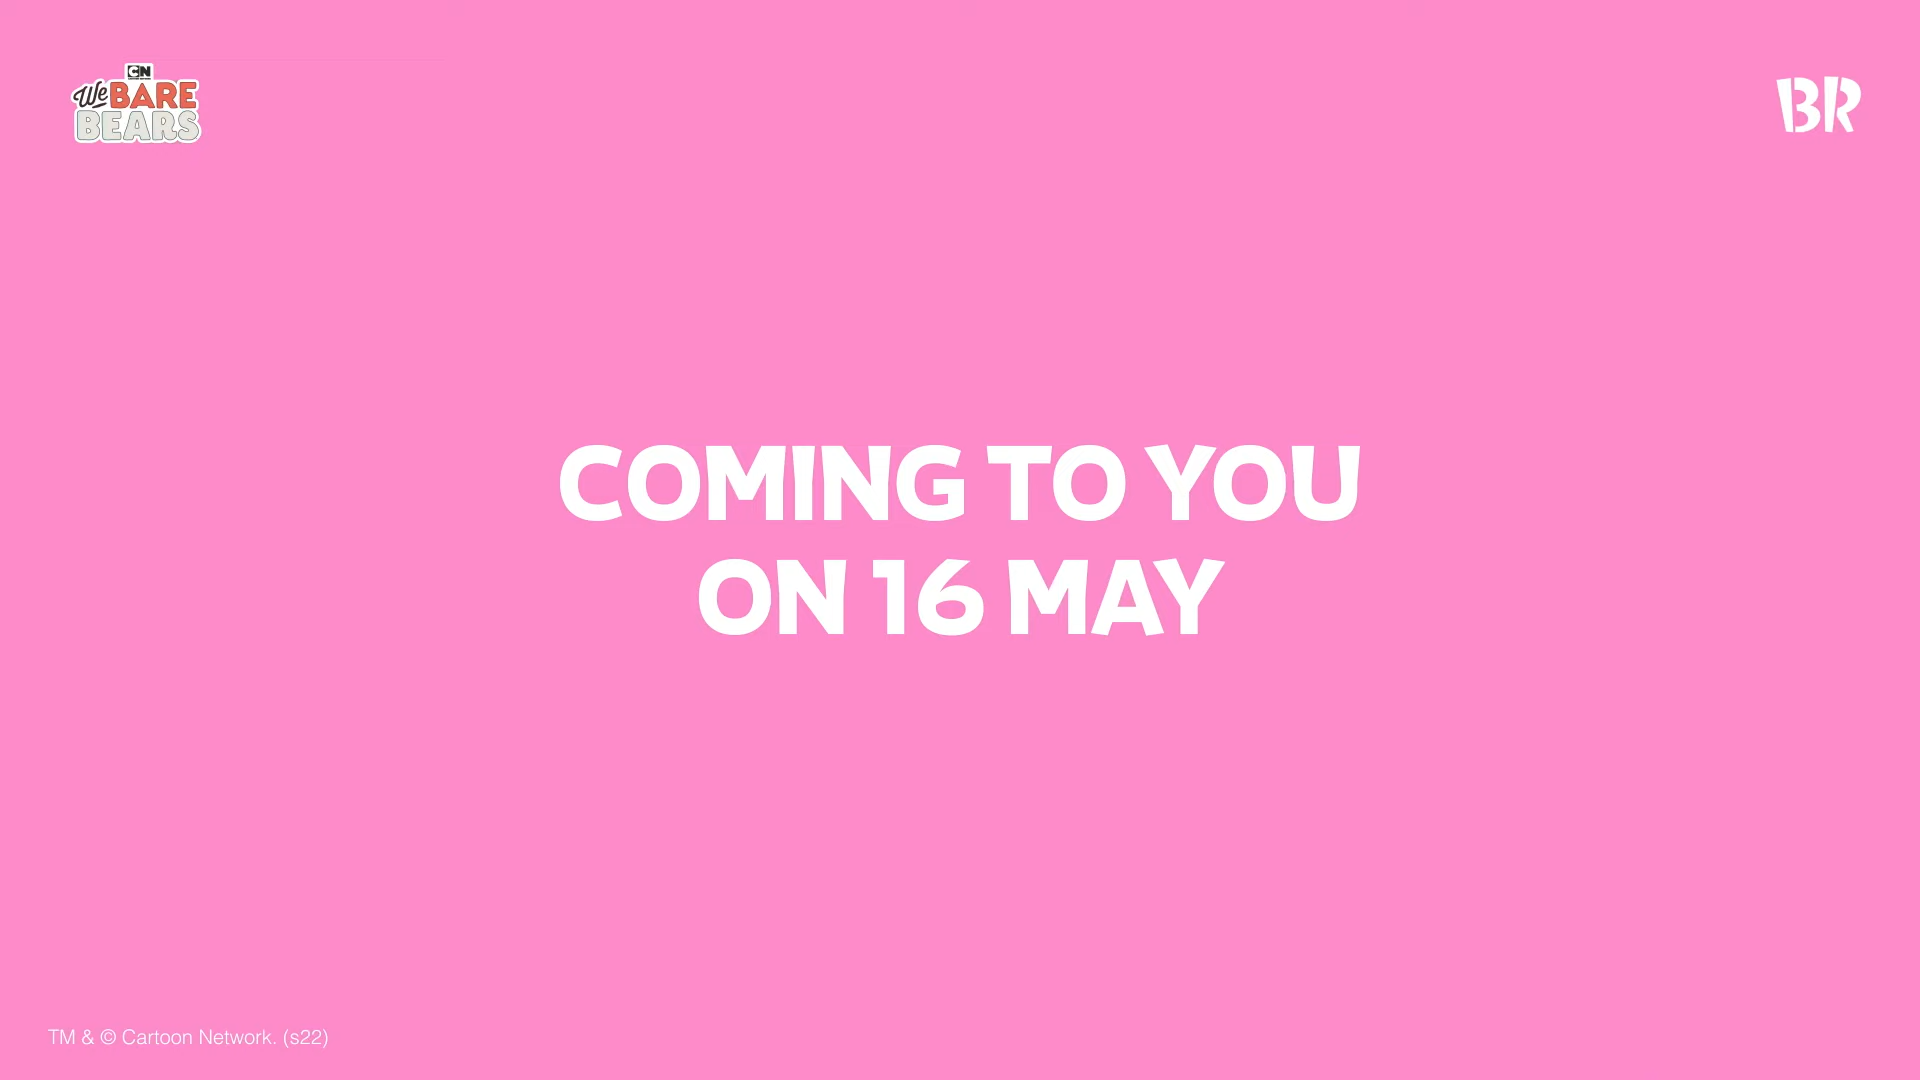 CN
We BARE
BEARS
BR
COMING TO YOU
ON 16 MAY
TM & © Cartoon Network. (s22)